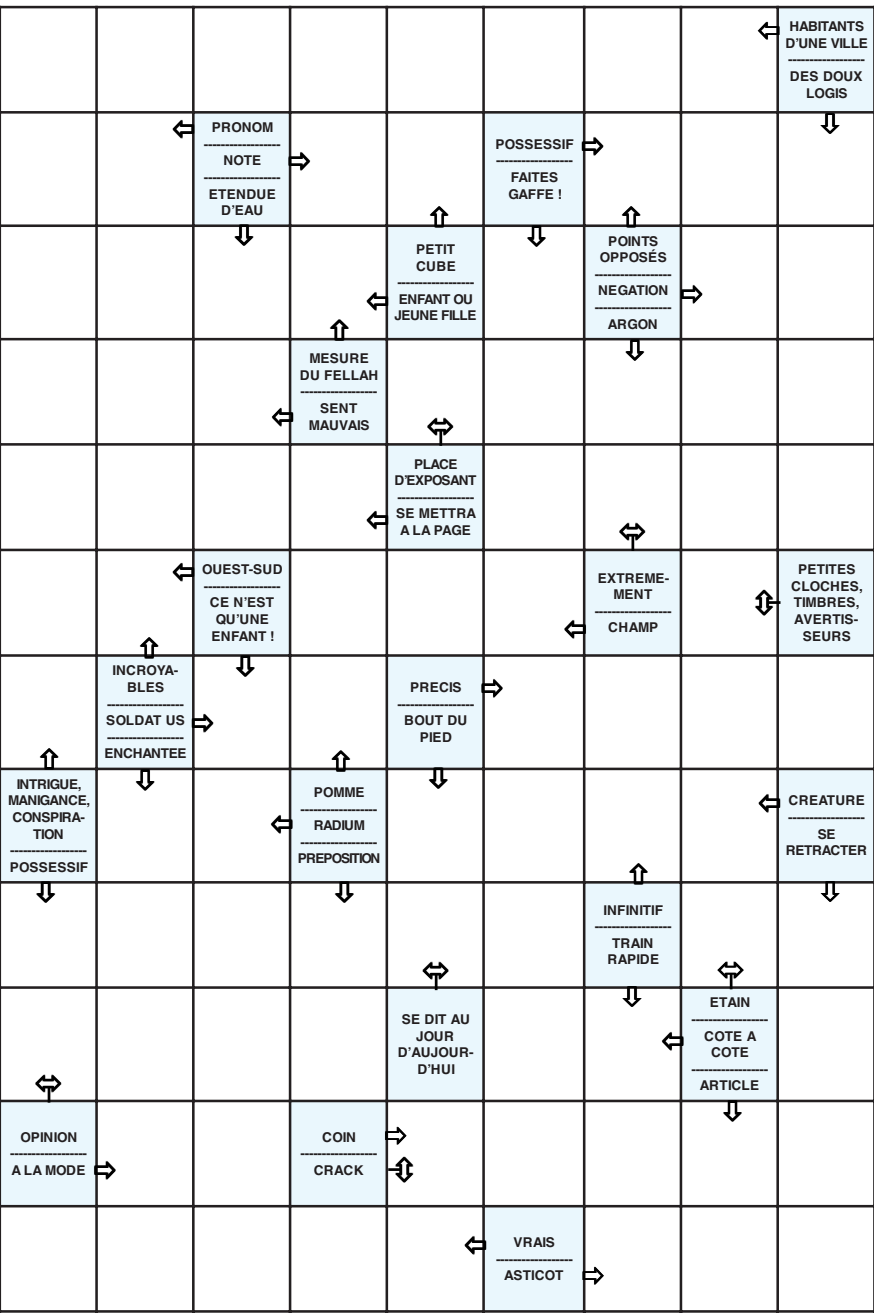 HABITANTS
D'UNE VILLE
-------------------
DES DOUX
LOGIS
PRONOM
-------------------
NOTE
-------------------
ETENDUE
D'EAU
POSSESSIF
-------------------
FAITES
GAFFE !
PETIT
CUBE
-------------------
ENFANT OU
JEUNE FILLE
POINTS
OPPOSÉS
-------------------
NEGATION
-------------------
ARGON
MESURE
DU FELLAH
-------------------
SENT
MAUVAIS
PLACE
D'EXPOSANT
-------------------
SE METTRA
A LA PAGE
OUEST-SUD
-------------------
CE N'EST
QU'UNE
ENFANT !
EXTREME-
MENT
-------------------
CHAMP
PETITES
CLOCHES,
TIMBRES,
AVERTIS-
SEURS
INCROYA-
BLES
-------------------
SOLDAT US
-------------------
ENCHANTEE
PRECIS
-------------------
BOUT DU
PIED
INTRIGUE,
MANIGANCE,
CONSPIRA-
TION
-------------------
POSSESSIF
POMME
-------------------
RADIUM
-------------------
PREPOSITION
CREATURE
-------------------
SE
RETRACTER
INFINITIF
-------------------
TRAIN
RAPIDE
SE DIT AU
JOUR
D'AUJOUR-
D'HUI
ETAIN
-------------------
COTE A
COTE
-------------------
ARTICLE
OPINION
-------------------
A LA MODE
COIN
-------------------
CRACK
VRAIS
-------------------
ASTICOT